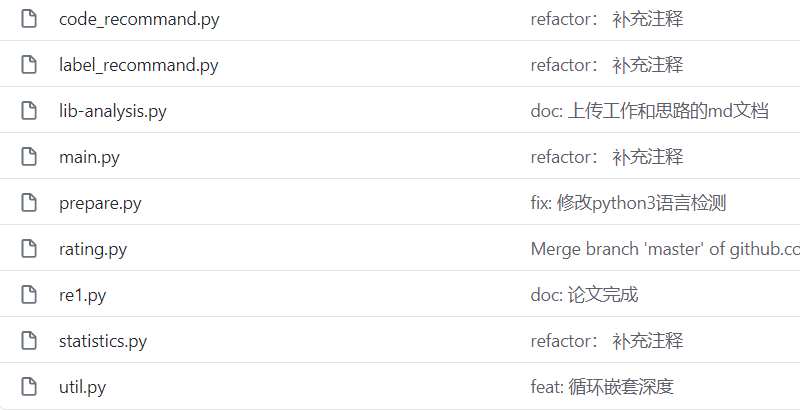 code_recommand.py refactor： 补充注释
label_recommand.py refactor： 补充注释
lib-analysis.py doc: 上传工作和思路的md文档
main.py refactor： 补充注释
prepare.py fix: 修改python3语言检测
rating.py Merge branch 'master' of github.co
re1.py doc: 论文完成
statistics.py refactor： 补充注释
util.py feat: 循环嵌套深度